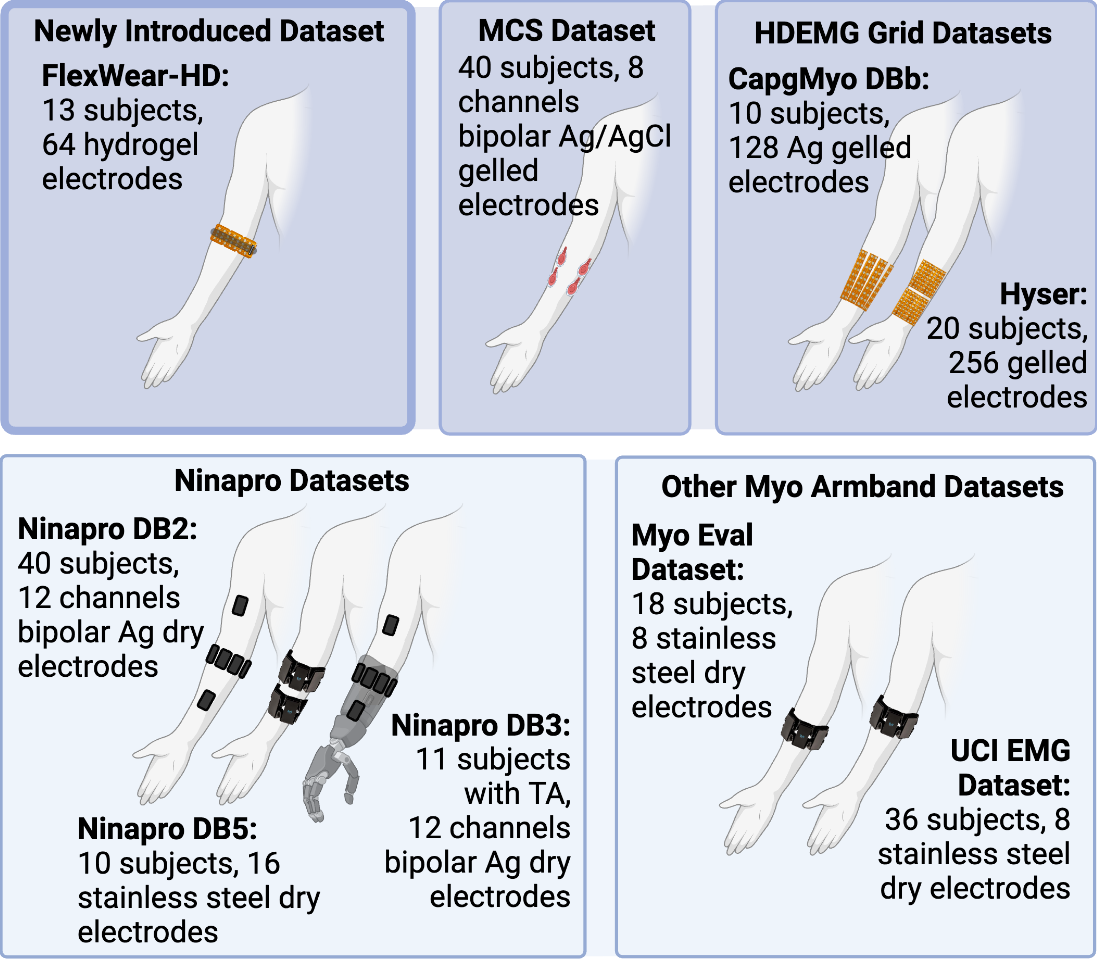 Newly Introduced Dataset
FlexWear-HD:
13 subjects,
64 hydrogel
electrodes
MCS Dataset
40 subjects, 8
channels
bipolar Ag/AgCl
gelled
electrodes
HDEMG Grid Datasets
CapgMyo DBb:
10 subjects,
128 Ag gelled
electrodes
Hyser:
20 subjects,
256 gelled
electrodes
Ninapro Datasets
Ninapro DB2:
40 subjects,
12 channels
bipolar Ag dry
electrodes
Ninapro DB3:
11 subjects
with TA,
12 channels
bipolar Ag dry
electrodes
Ninapro DB5:
10 subjects, 16
stainless steel dry
electrodes
Other Myo Armband Datasets
Myo Eval
Dataset:
18 subjects,
8 stainless
steel dry
electrodes
UCI EMG
Dataset:
36 subjects, 8
stainless steel
dry electrodes